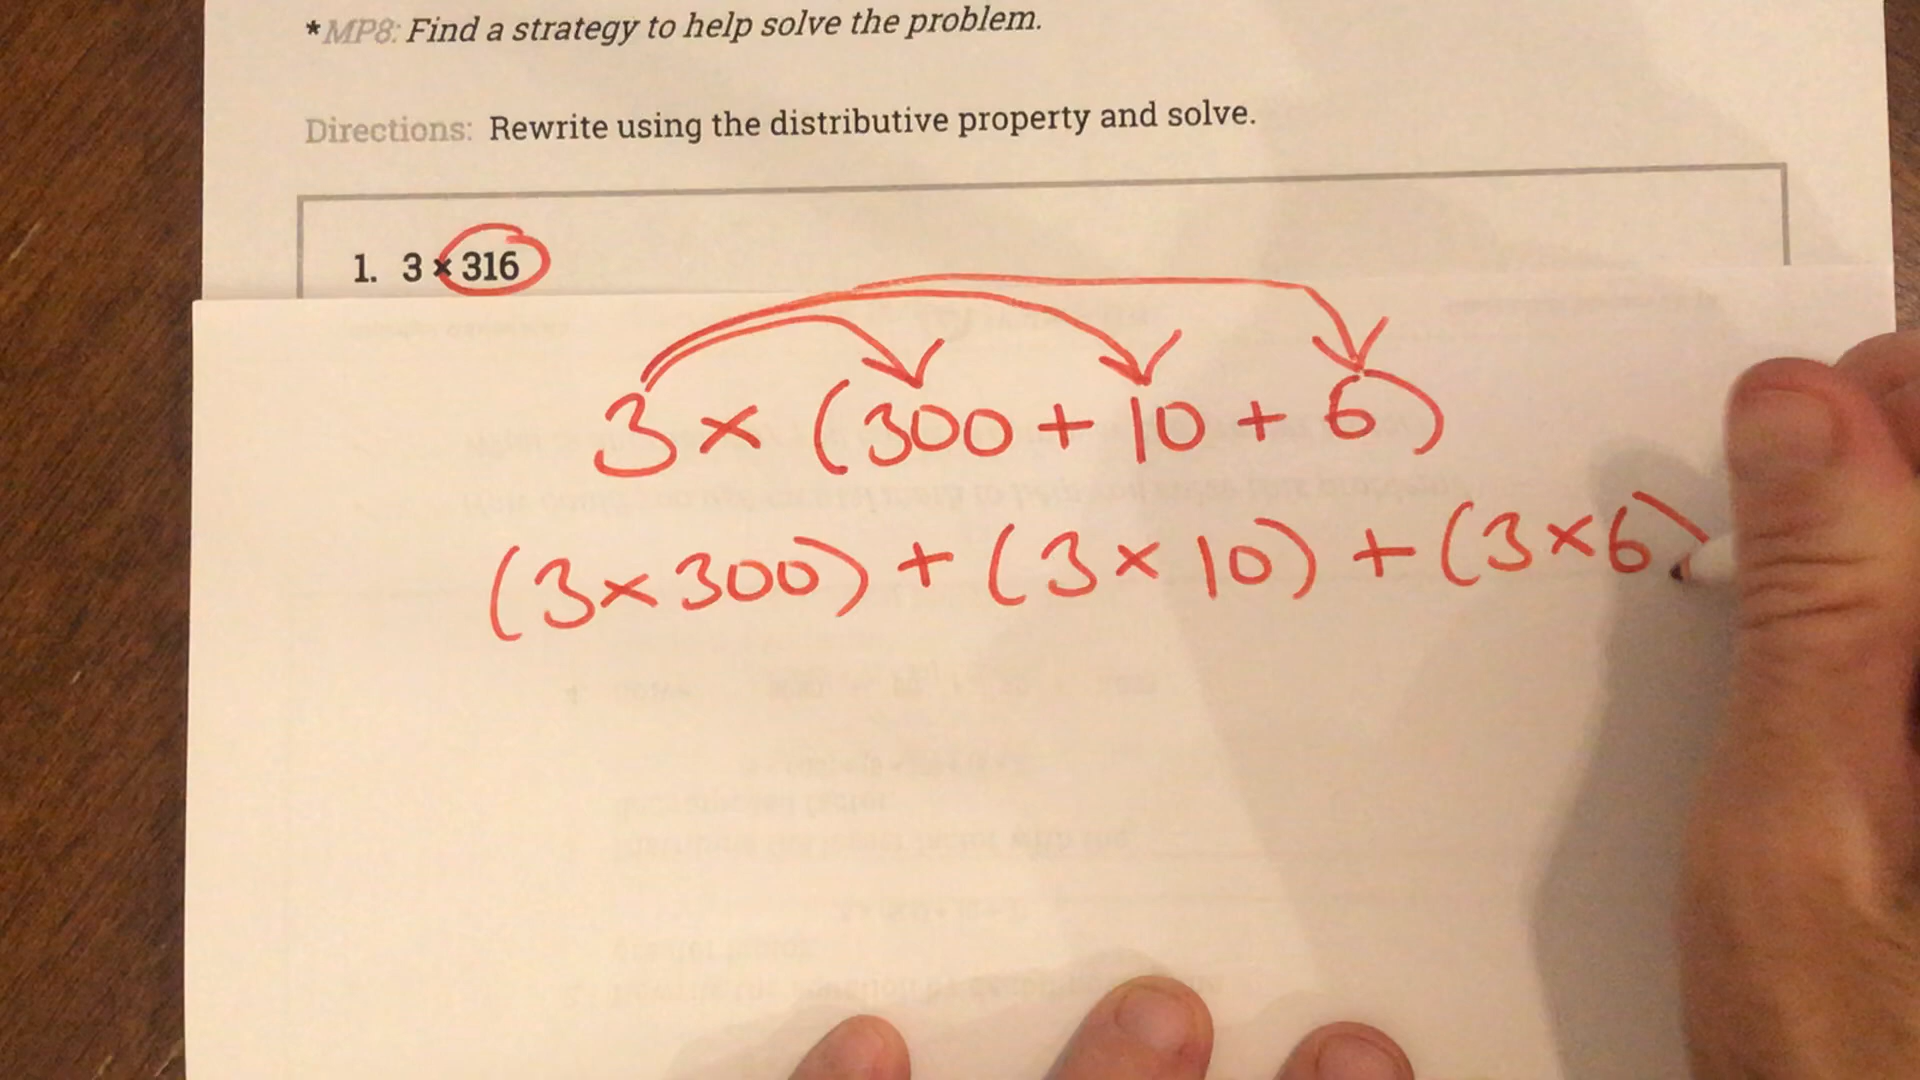 *MP8: Find a strategy to help solve the problem.
Directions: Rewrite using the distributive property and solve.
1. 3 × 316
3 × (300 + 10 + 6)
(3×300) + (3 × 10) + (3×6)